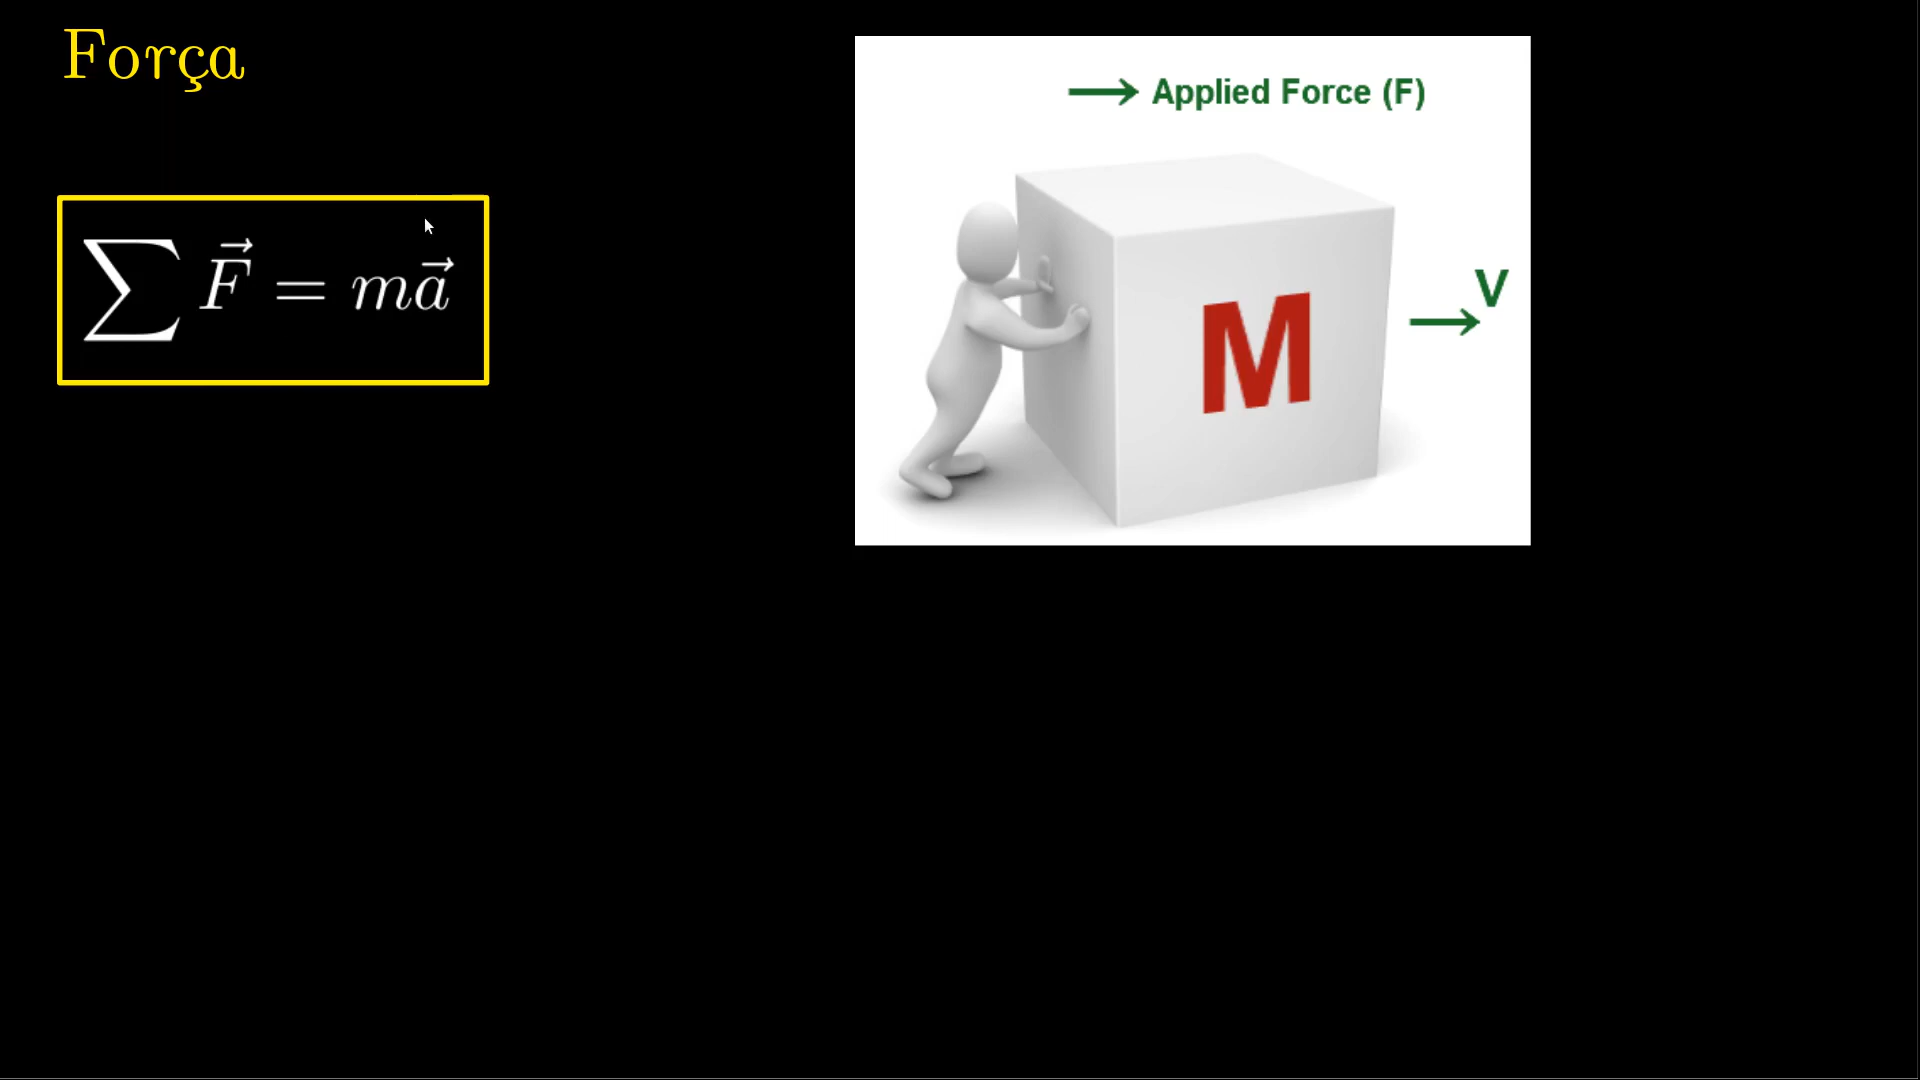 Força
∑ F⃗ = ma⃗
→ Applied Force (F)
M
V
→